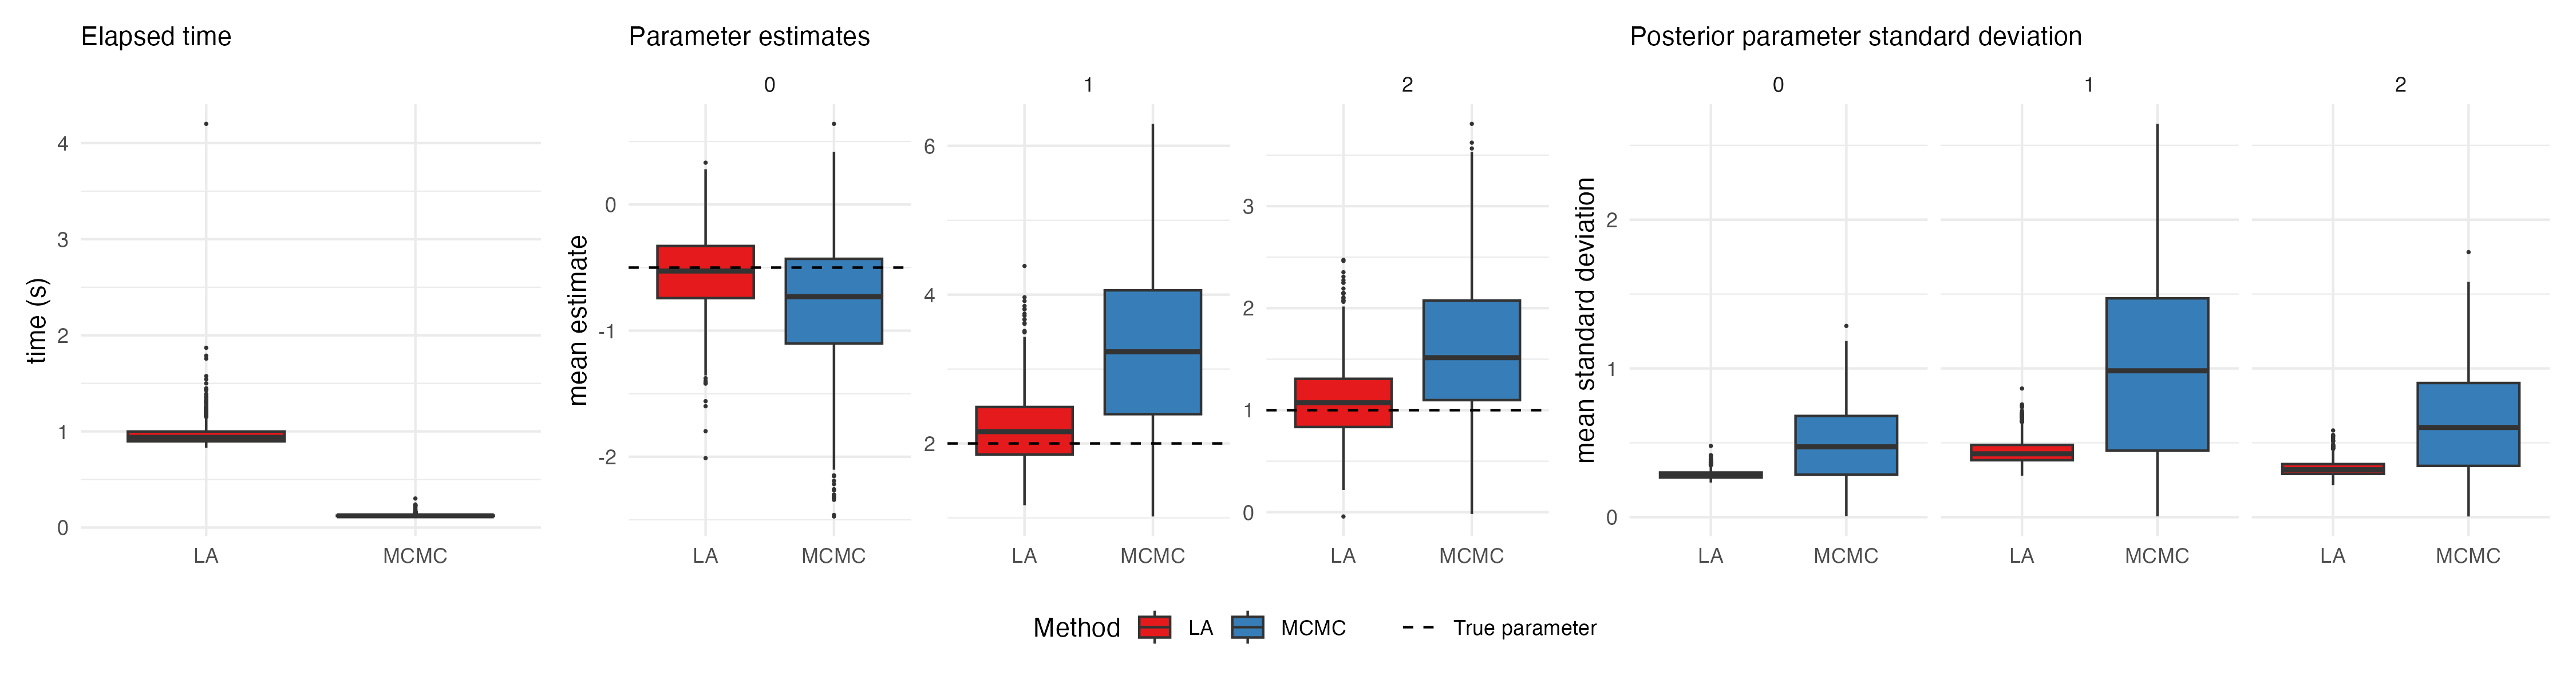 Elapsed time
Parameter estimates
Posterior parameter standard deviation
0
1
2
0
1
2
time (s)
4
3
2
1
0
LA
MCMC
mean estimate
0
-1
-2
LA
MCMC
6
4
2
LA
MCMC
3
2
1
0
LA
MCMC
mean standard deviation
2
1
0
LA
MCMC
LA
MCMC
LA
MCMC
Method
LA
MCMC
True parameter